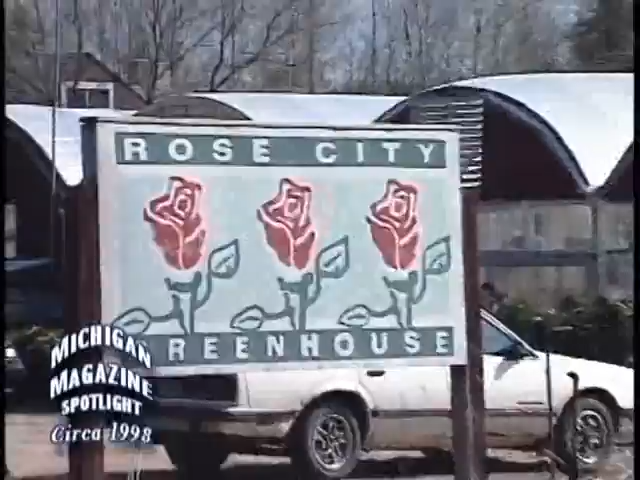 ROSE CITY
REENHOUSE
MICHIGAN
MAGAZINE
SPOTLIGHT
Circa 1998